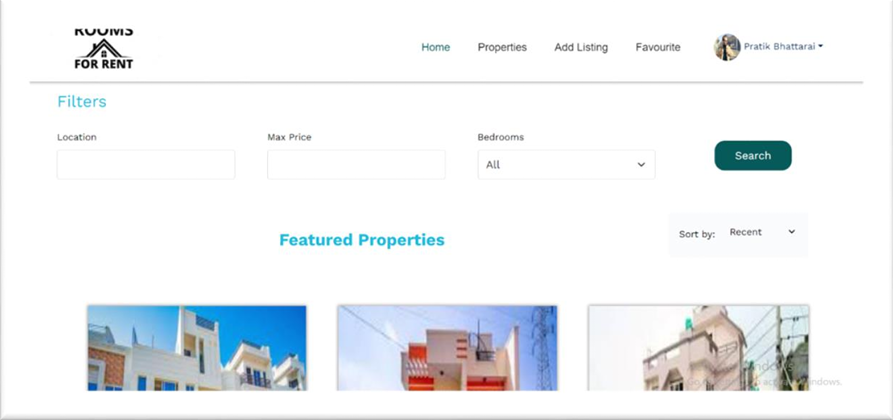 ROOMS
FOR RENT
Home Properties Add Listing Favourite Pratik Bhattarai
Filters
Location Max Price Bedrooms
All
Search
Featured Properties
Sort by: Recent